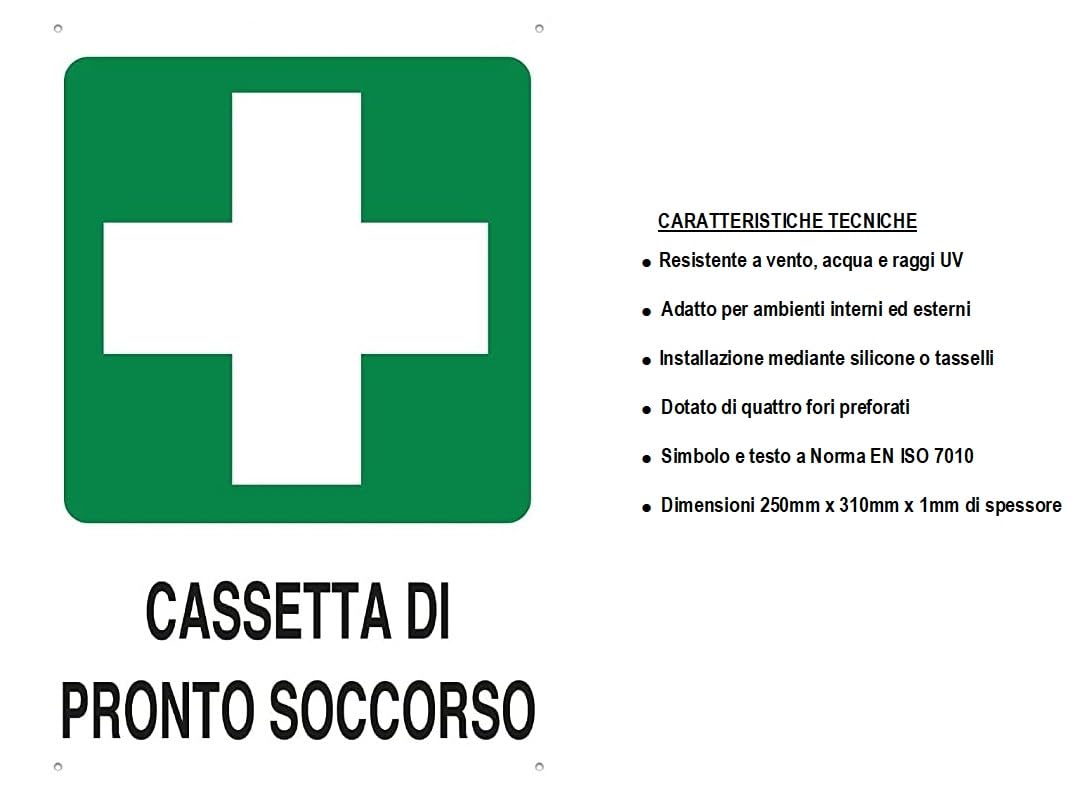 CASSETTA DI
PRONTO SOCCORSO
CARATTERISTICHE TECNICHE
• Resistente a vento, acqua e raggi UV
• Adatto per ambienti interni ed esterni
• Installazione mediante silicone o tasselli
• Dotato di quattro fori preforati
• Simbolo e testo a Norma EN ISO 7010
• Dimensioni 250mm x 310mm x 1mm di spessore